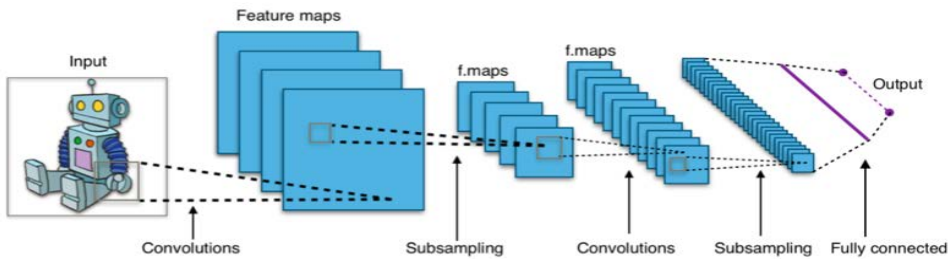 Feature maps
Input
f.maps
f.maps
Output
Convolutions
Subsampling
Convolutions
Subsampling
Fully connected